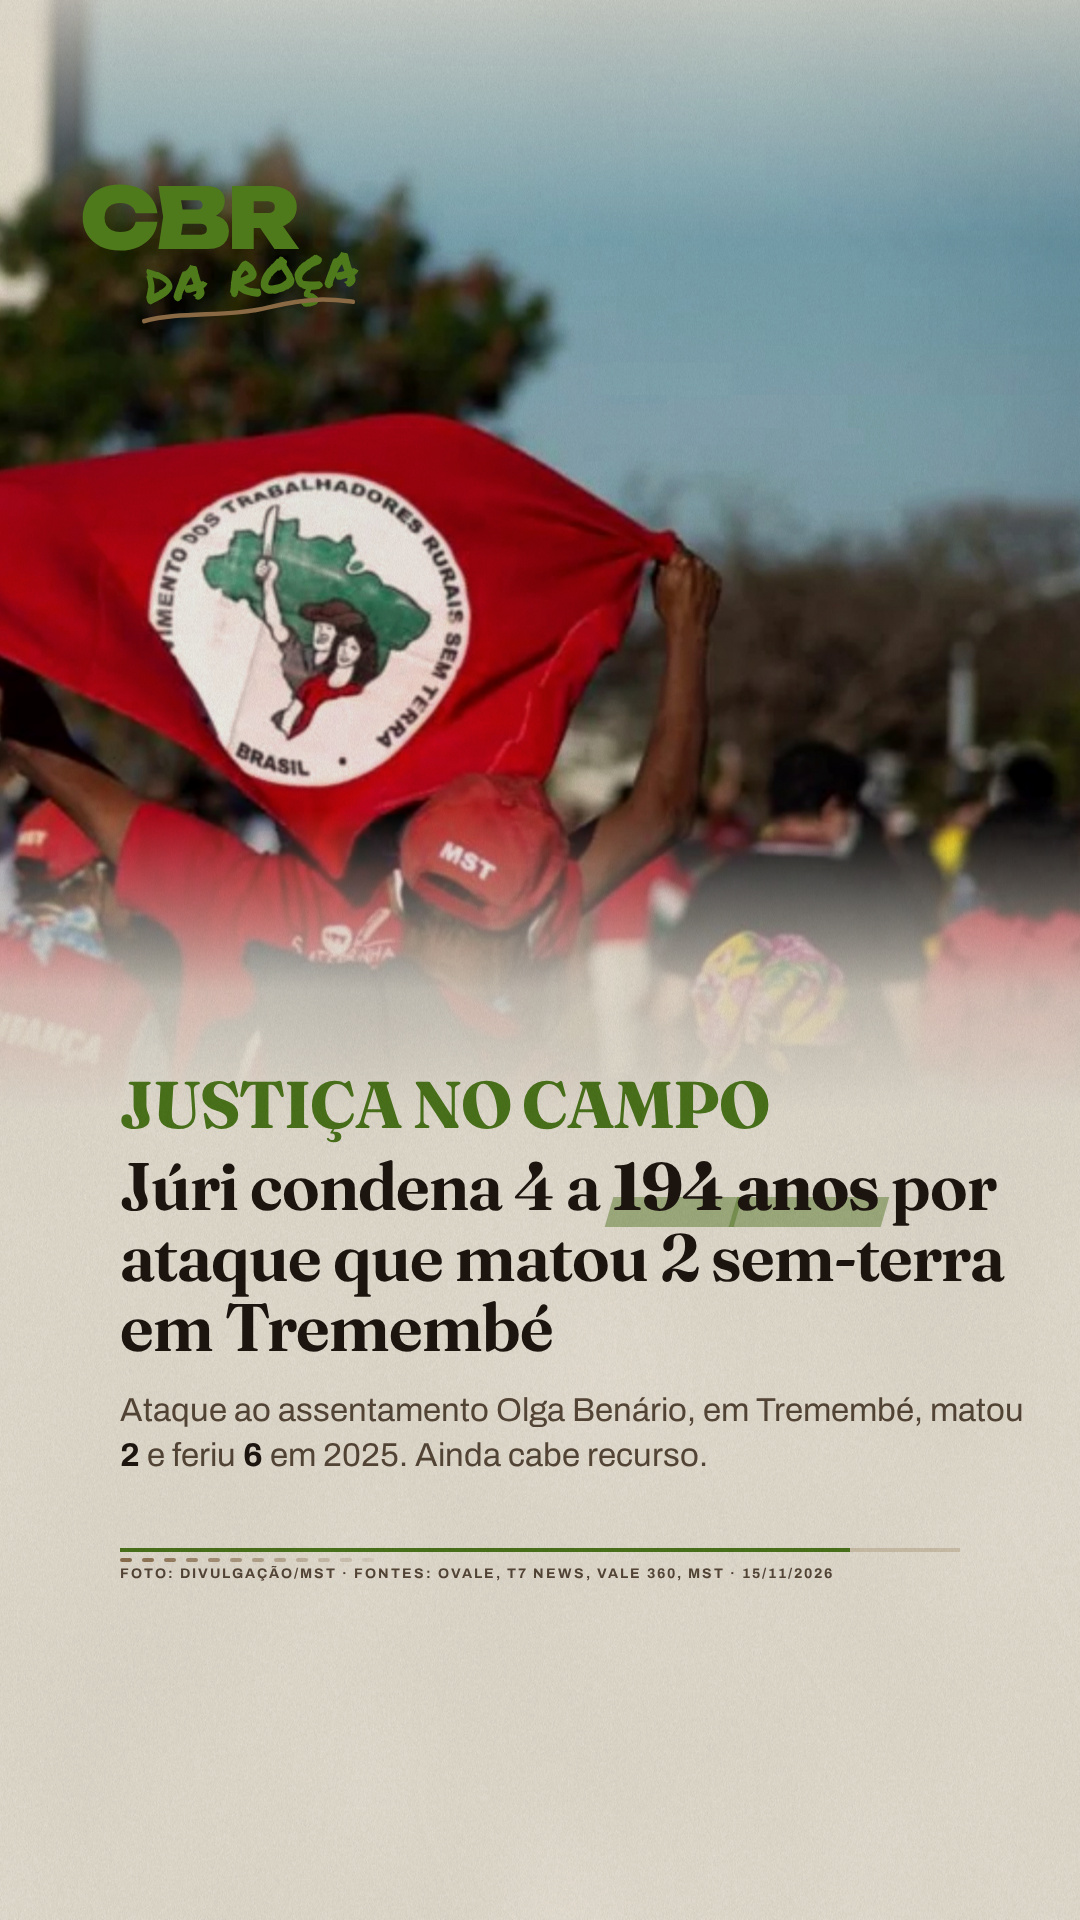 CBR
DA ROÇA
VIMENTO DOS TRABALHADORES RURAIS SEM TERRA
BRASIL
MST
JUSTIÇA NO CAMPO
Júri condena 4 a 194 anos por
ataque que matou 2 sem-terra
em Tremembé
Ataque ao assentamento Olga Benário, em Tremembé, matou
2 e feriu 6 em 2025. Ainda cabe recurso.
FOTO: DIVULGAÇÃO/MST · FONTES: OVALE, T7 NEWS, VALE 360, MST · 15/11/2026